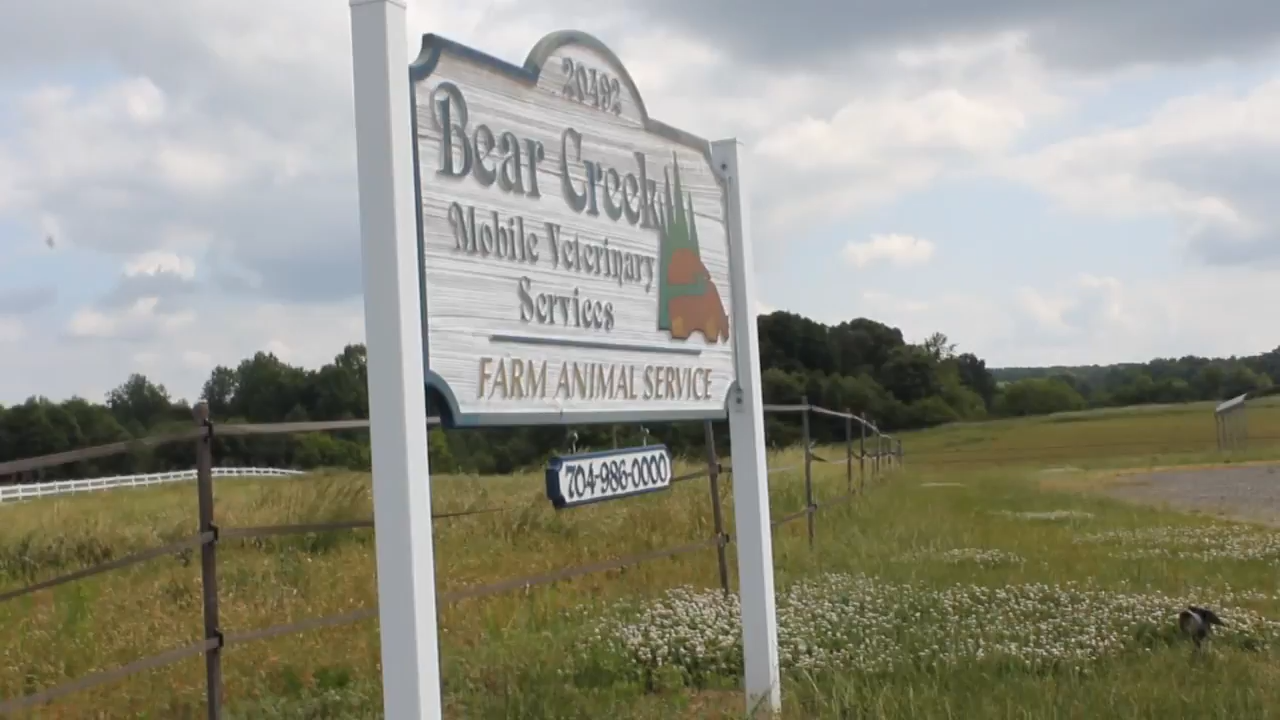 20492
Bear Creek
Mobile Veterinary
Services
FARM ANIMAL SERVICE
704-986-0000